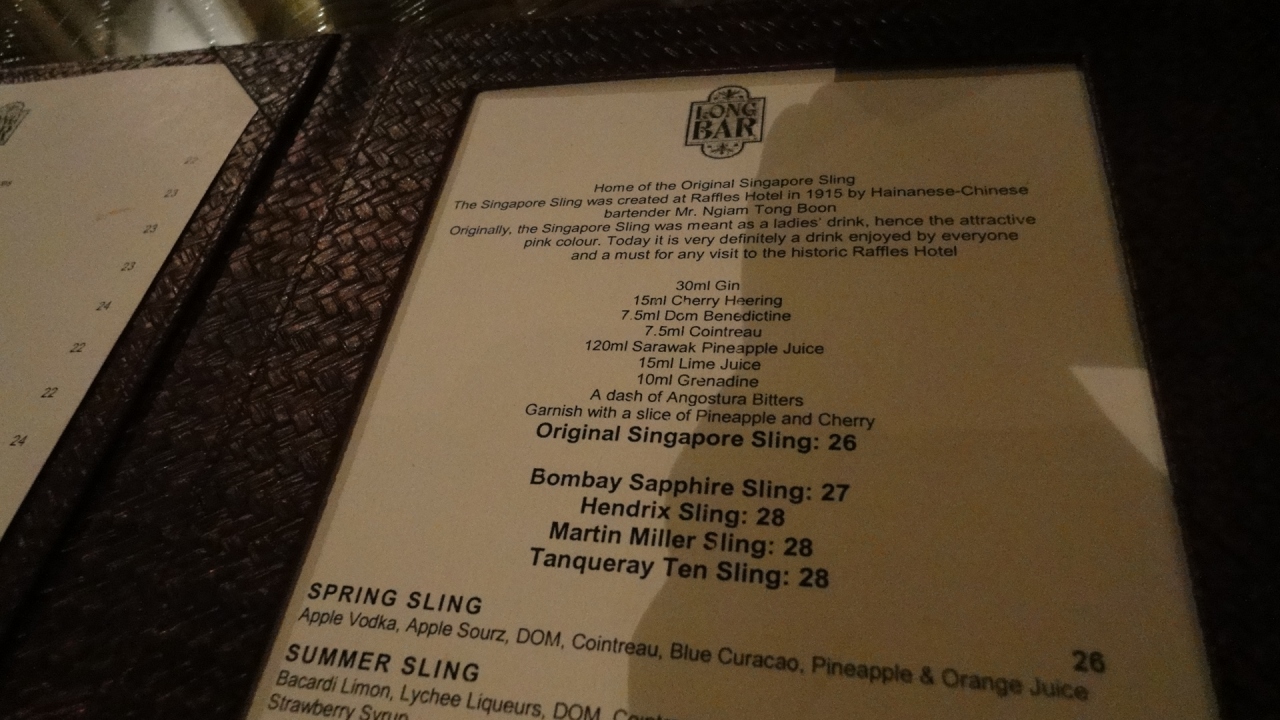 22
23
23
23
24
22
22
24
LONG
BAR
Home of the Original Singapore Sling
The Singapore Sling was created at Raffles Hotel in 1915 by Hainanese-Chinese
bartender Mr. Ngiam Tong Boon
Originally, the Singapore Sling was meant as a ladies' drink, hence the attractive
pink colour. Today it is very definitely a drink enjoyed by everyone
and a must for any visit to the historic Raffles Hotel
30ml Gin
15ml Cherry Heering
7.5ml Dom Benedictine
7.5ml Cointreau
120ml Sarawak Pineapple Juice
15ml Lime Juice
10ml Grenadine
A dash of Angostura Bitters
Garnish with a slice of Pineapple and Cherry
Original Singapore Sling: 26
Bombay Sapphire Sling: 27
Hendrix Sling: 28
Martin Miller Sling: 28
Tanqueray Ten Sling: 28
SPRING SLING 26
Apple Vodka, Apple Sourz, DOM, Cointreau, Blue Curacao, Pineapple & Orange Juice
SUMMER SLING
Bacardi Limon, Lychee Liqueurs, DOM,
Strawberry Syrup